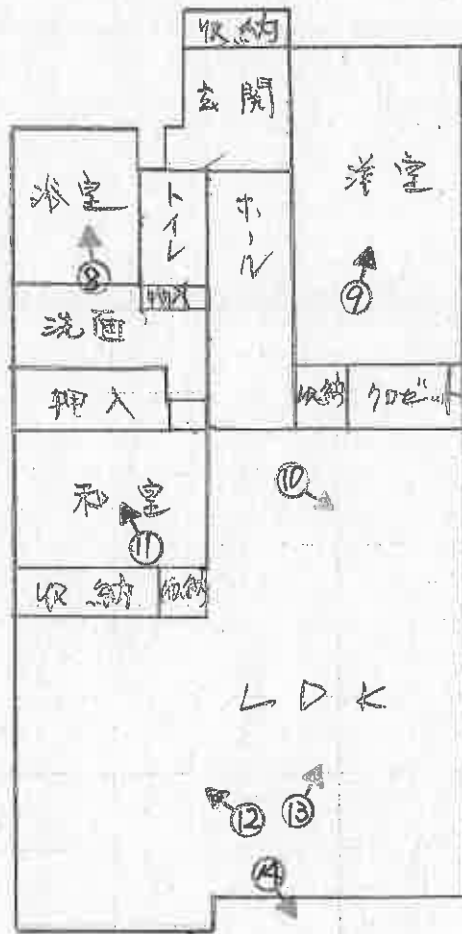 収納
玄関
浴室
トイレ
ホール
洋室
⑧
⑨
物入
洗面
押入
収納
クロゼット
和室
⑩
⑪
収納
収納
LDK
⑫
⑬
⑭